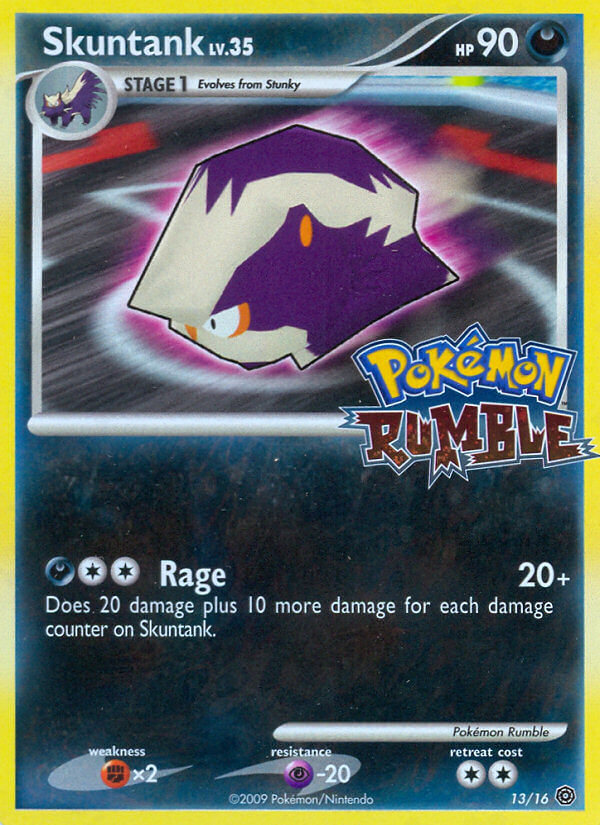 Skuntank LV.35
HP 90
STAGE 1 Evolves from Stunky
POKéMON
RUMBLE
TM
Rage 20+
Does 20 damage plus 10 more damage for each damage
counter on Skuntank.
Pokémon Rumble
weakness resistance retreat cost
×2 -20
©2009 Pokémon/Nintendo 13/16